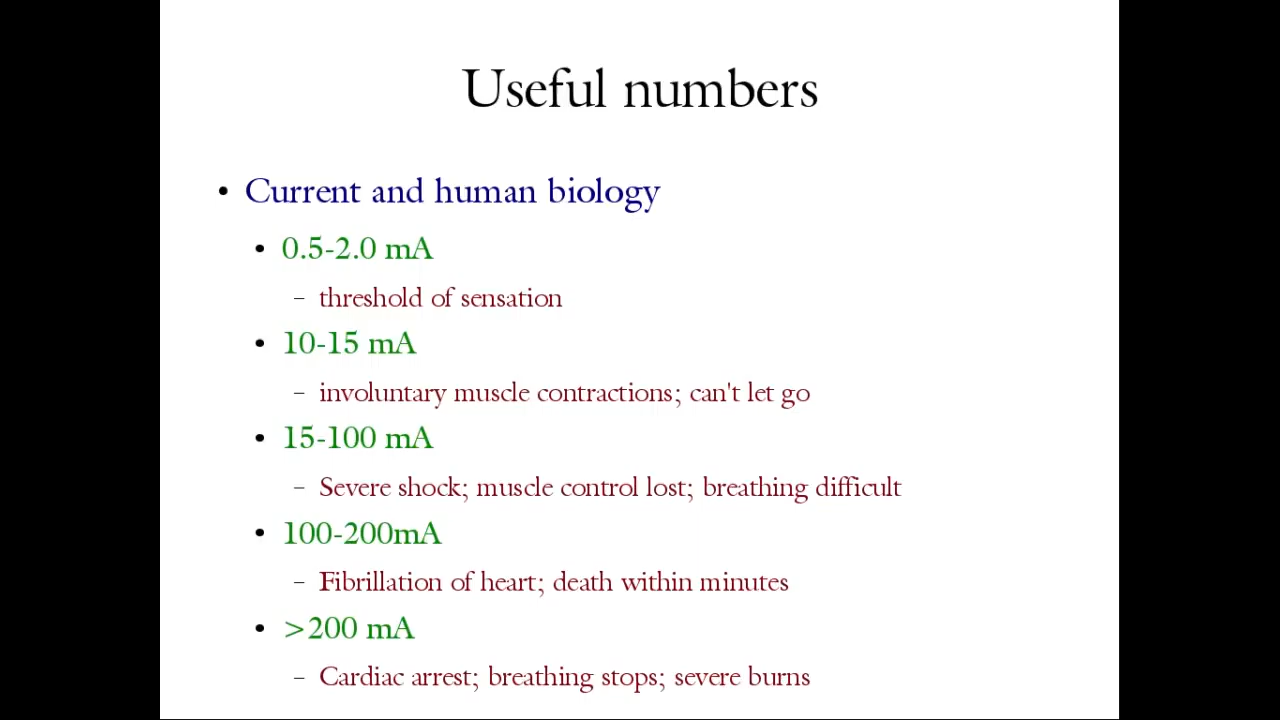 Useful numbers
• Current and human biology
• 0.5-2.0 mA
– threshold of sensation
• 10-15 mA
– involuntary muscle contractions; can't let go
• 15-100 mA
– Severe shock; muscle control lost; breathing difficult
• 100-200mA
– Fibrillation of heart; death within minutes
• >200 mA
– Cardiac arrest; breathing stops; severe burns